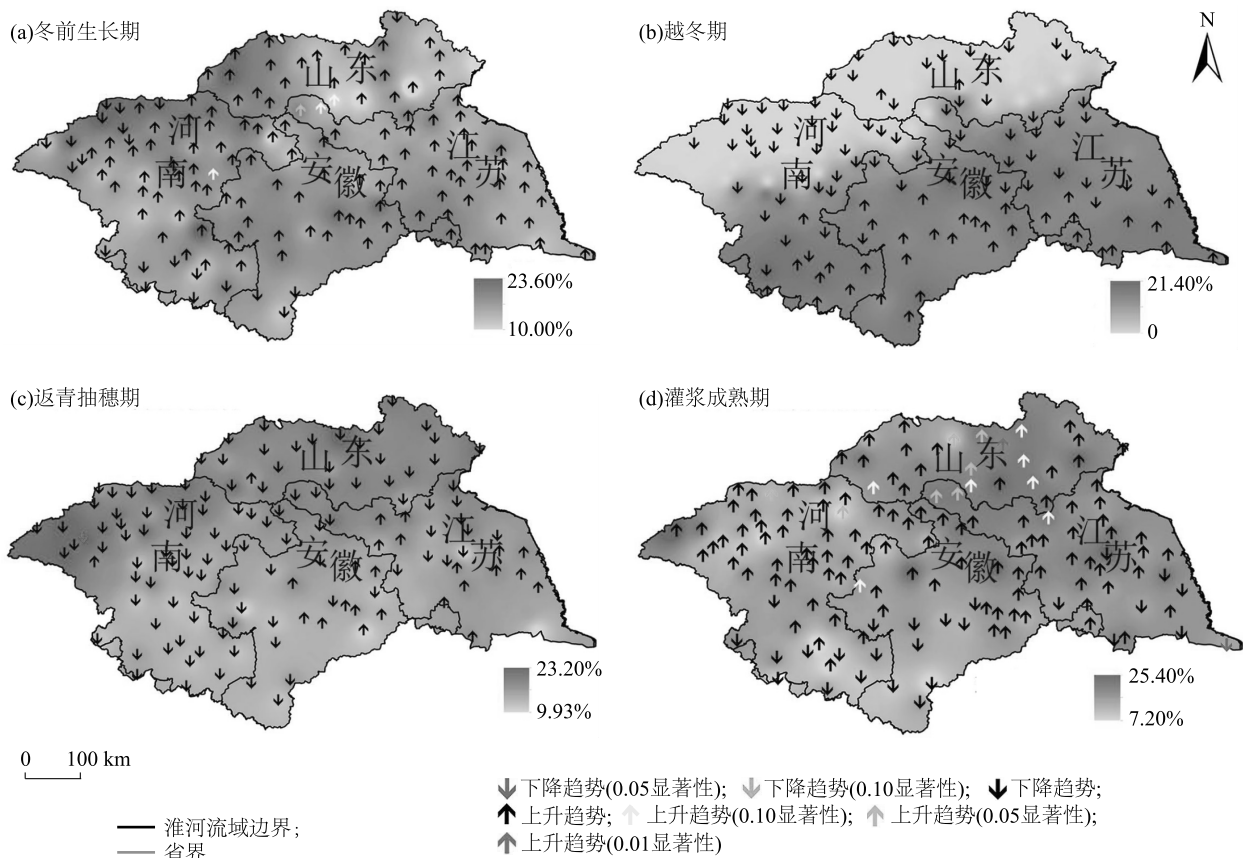 (a)冬前生长期
山东
河南
安徽
江苏
23.60%
10.00%
(b)越冬期
N
山东
河南
安徽
江苏
21.40%
0
(c)返青抽穗期
山东
河南
安徽
江苏
23.20%
9.93%
(d)灌浆成熟期
山东
河南
安徽
江苏
25.40%
7.20%
0 100 km
下降趋势(0.05显著性); 下降趋势(0.10显著性); 下降趋势;
上升趋势; 上升趋势(0.10显著性); 上升趋势(0.05显著性);
上升趋势(0.01显著性)
淮河流域边界;
省界